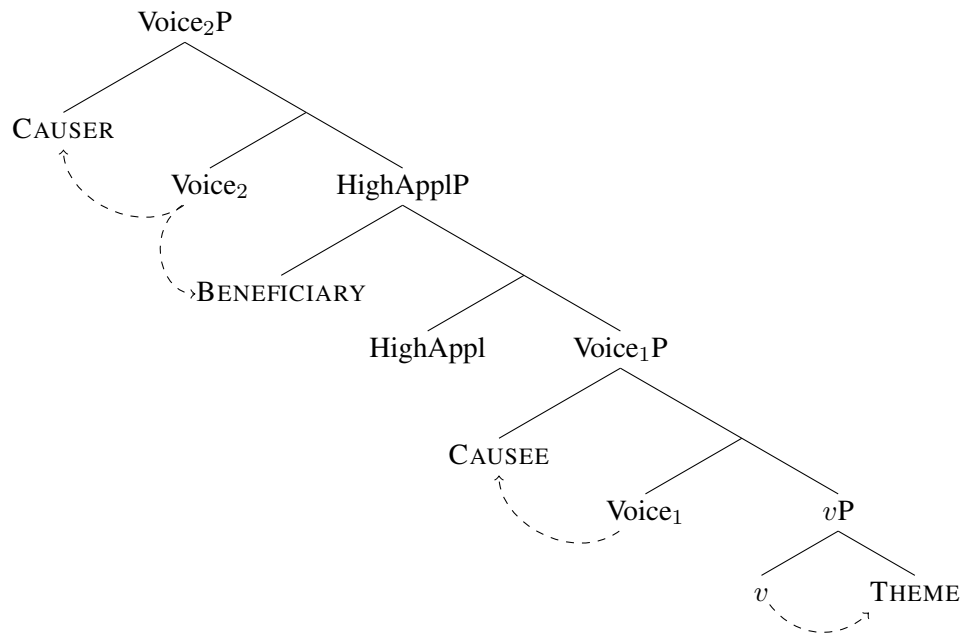 Voice₂P
CAUSER
Voice₂
HighApplP
BENEFICIARY
HighAppl
Voice₁P
CAUSEE
Voice₁
vP
v
THEME